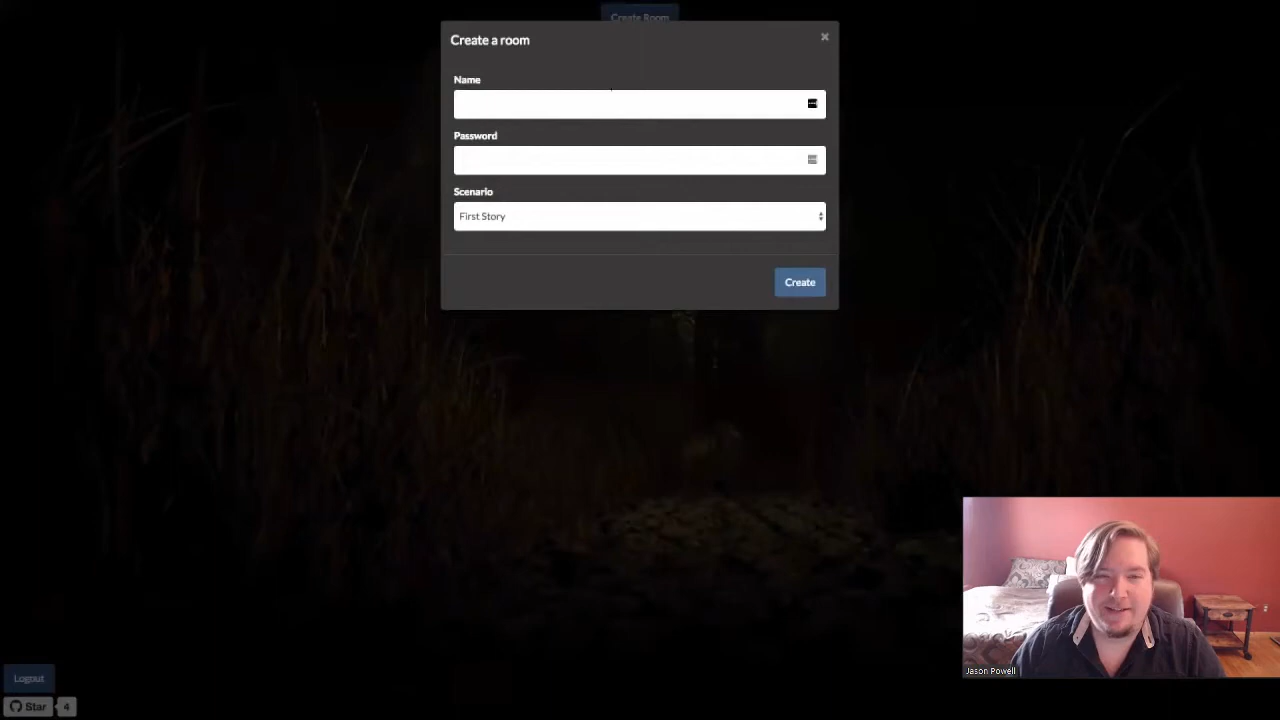 Create Room
Create a room
×
Name
Password
Scenario
First Story
Create
Jason Powell
Logout
Star
4